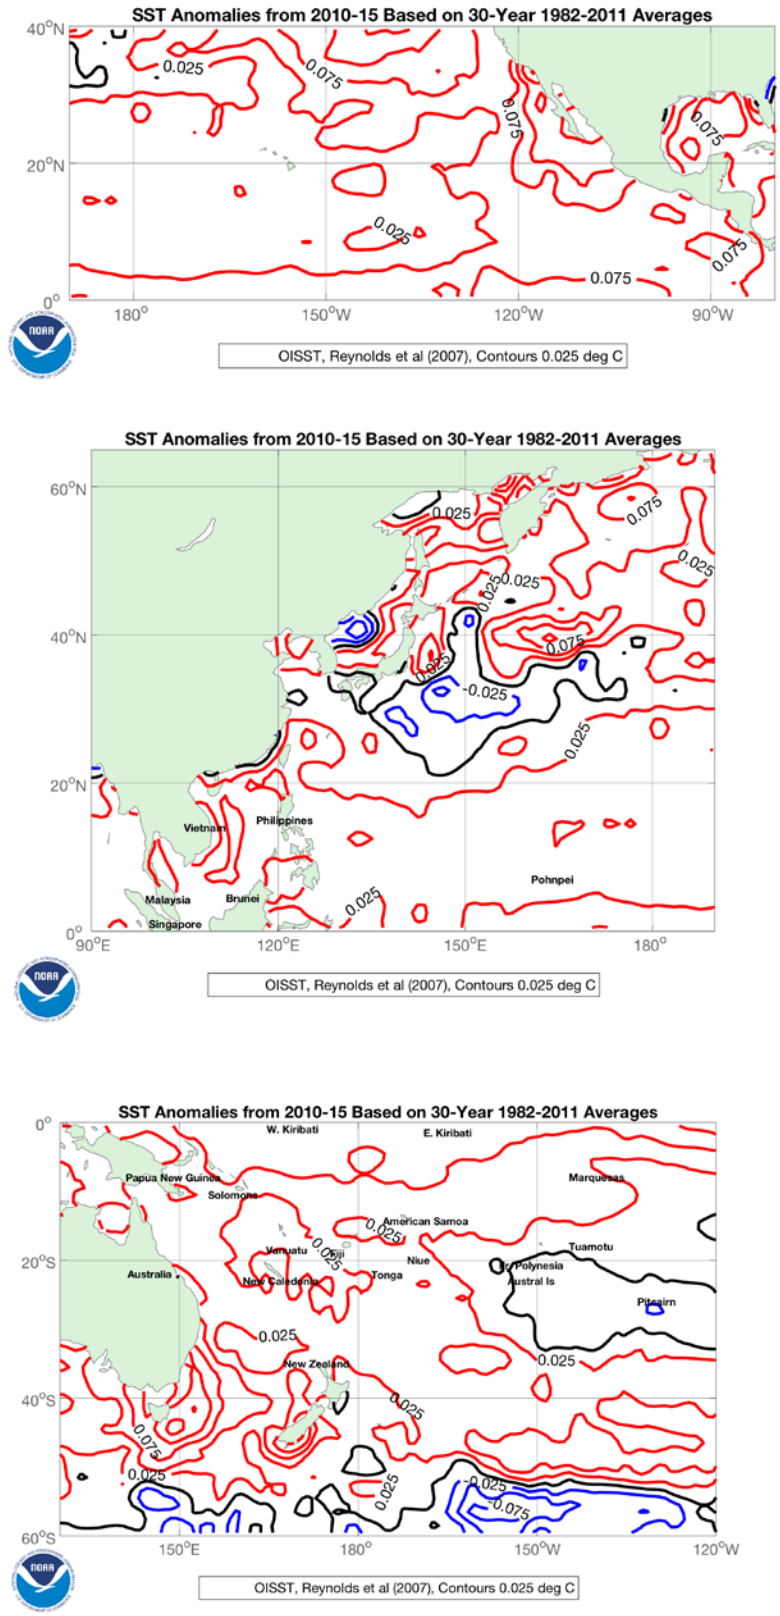 SST Anomalies from 2010-15 Based on 30-Year 1982-2011 Averages
40°N
0.025
0.075
0.075
0.075
20°N
0.025
0.075
0.075
0°
180° 150°W 120°W 90°W
NOAA
OISST, Reynolds et al (2007), Contours 0.025 deg C
SST Anomalies from 2010-15 Based on 30-Year 1982-2011 Averages
60°N
0.025
0.075
0.025
0.025
0.025
40°N
0.075
0.025
-0.025
0.025
20°N
Vietnam
Philippines
Pohnpei
Malaysia
Brunei
0.025
Singapore
0°
90°E 120°E 150°E 180°
NOAA
OISST, Reynolds et al (2007), Contours 0.025 deg C
SST Anomalies from 2010-15 Based on 30-Year 1982-2011 Averages
0°
W. Kiribati
E. Kiribati
Papua New Guinea
Marquesas
Solomons
American Samoa
0.025
Vanuatu
0.025
Fiji
Tuamotu
20°S
Niue
Fr. Polynesia
Australia
New Caledonia
Tonga
Austral Is
Pitcairn
0.025
New Zealand
0.025
40°S
0.025
0.075
0.025
0.025
-0.025
-0.075
60°S
150°E 180° 150°W 120°W
NOAA
OISST, Reynolds et al (2007), Contours 0.025 deg C